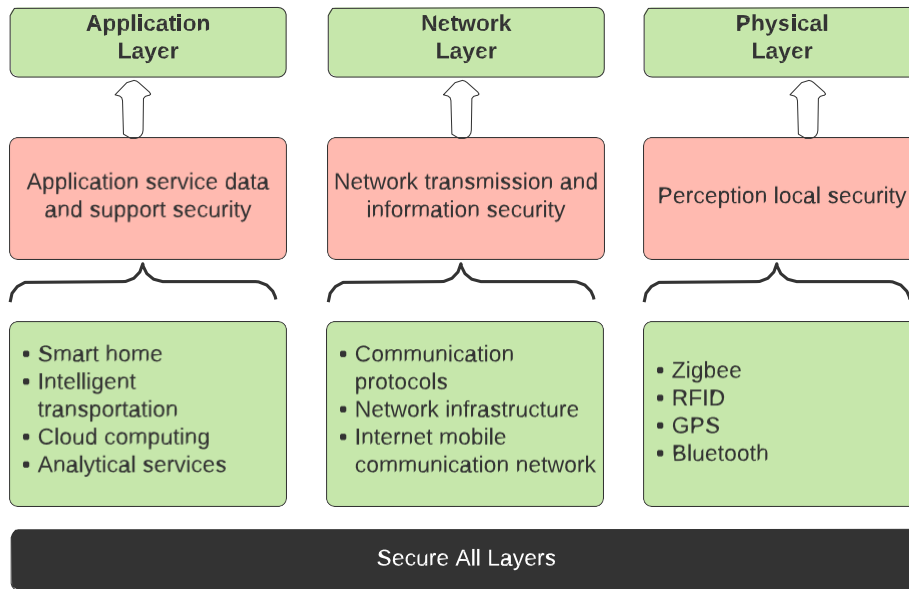 Application
Layer
Network
Layer
Physical
Layer
Application service data
and support security
Network transmission and
information security
Perception local security
▪ Smart home
▪ Intelligent
transportation
▪ Cloud computing
▪ Analytical services
▪ Communication
protocols
▪ Network infrastructure
▪ Internet mobile
communication network
▪ Zigbee
▪ RFID
▪ GPS
▪ Bluetooth
Secure All Layers